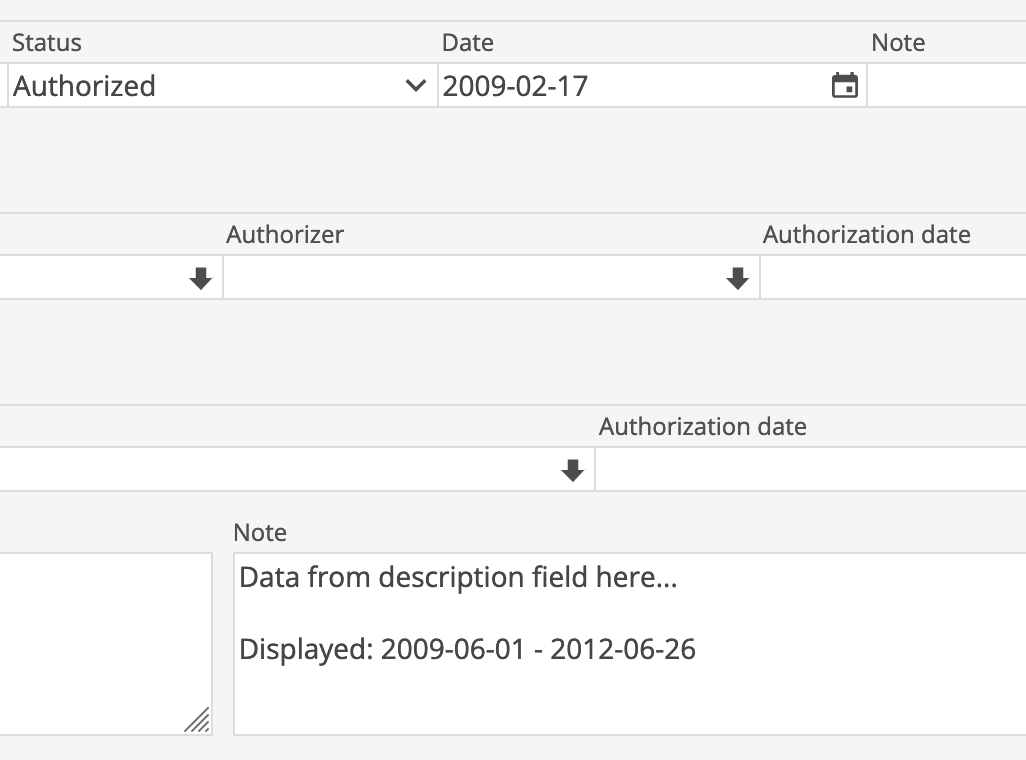 Status Date Note
Authorized 2009-02-17
Authorizer Authorization date
Authorization date
Note
Data from description field here...
Displayed: 2009-06-01 - 2012-06-26